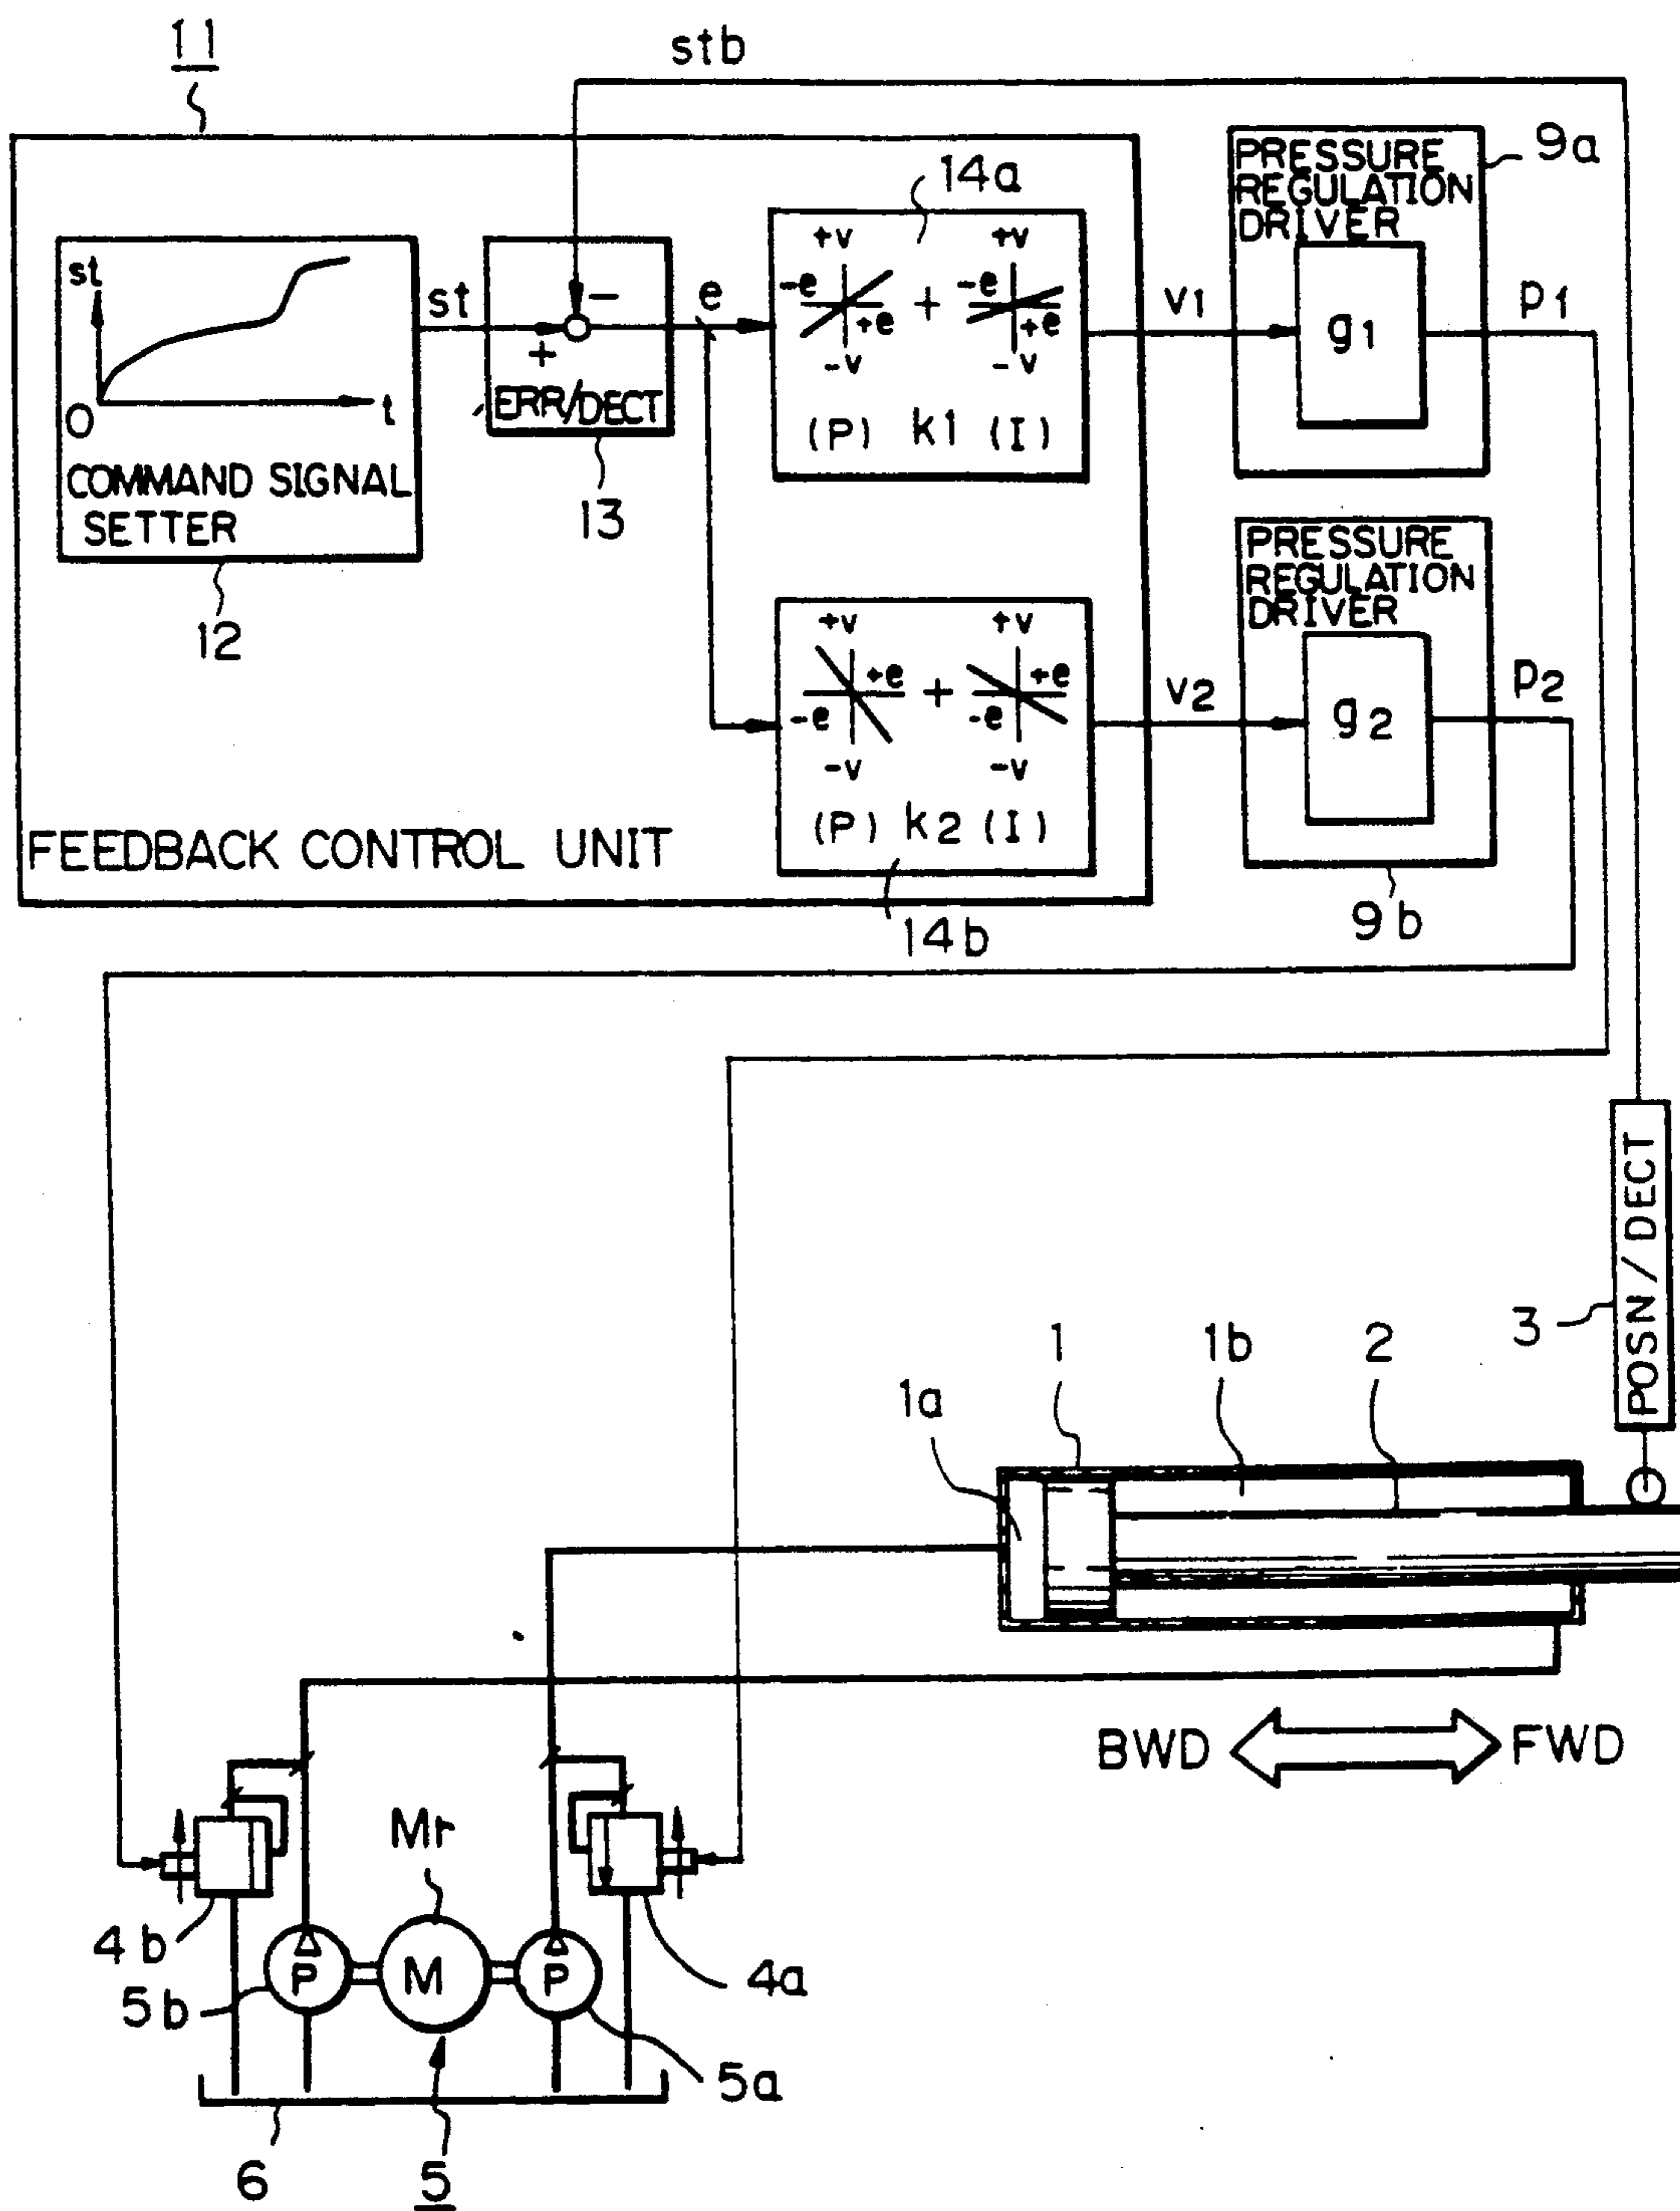 11
stb
PRESSURE
REGULATION
DRIVER
9a
14a
st
O
t
COMMAND SIGNAL
SETTER
12
st
+
−
ERR/DECT
13
e
+v
+v
-e
+
-e
+e
+e
-v
-v
(P) k1 (I)
v1
g1
p1
PRESSURE
REGULATION
DRIVER
+v
+v
+e
+
+e
-e
-e
-v
-v
(P) k2 (I)
v2
g2
p2
FEEDBACK CONTROL UNIT
14b
9b
POSN/DECT
3
1
1b
2
1a
BWD
FWD
Mr
4b
P
M
P
4a
5b
5a
6
5